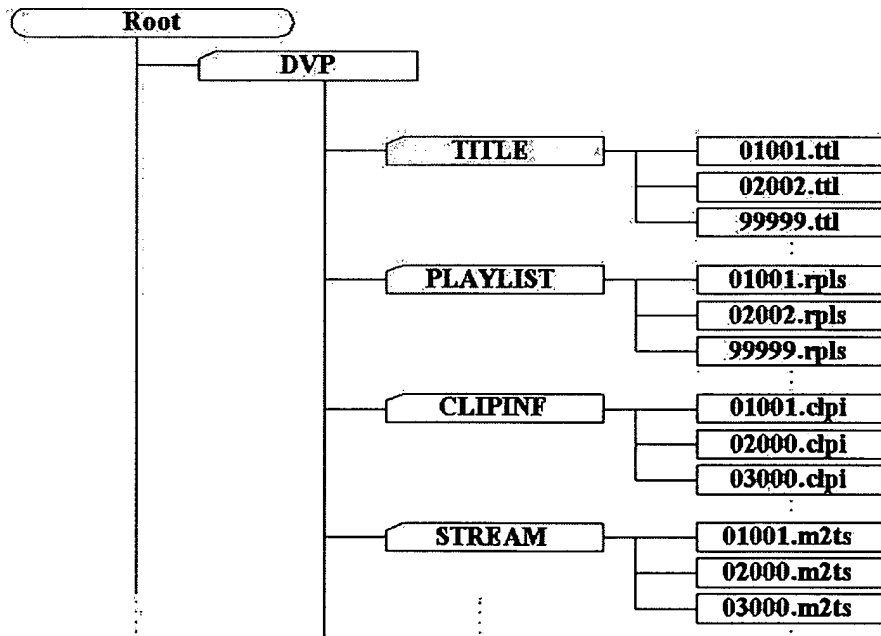 Root
DVP
TITLE
01001.ttl
02002.ttl
99999.ttl
PLAYLIST
01001.rpls
02002.rpls
99999.rpls
CLIPINF
01001.clpi
02000.clpi
03000.clpi
STREAM
01001.m2ts
02000.m2ts
03000.m2ts